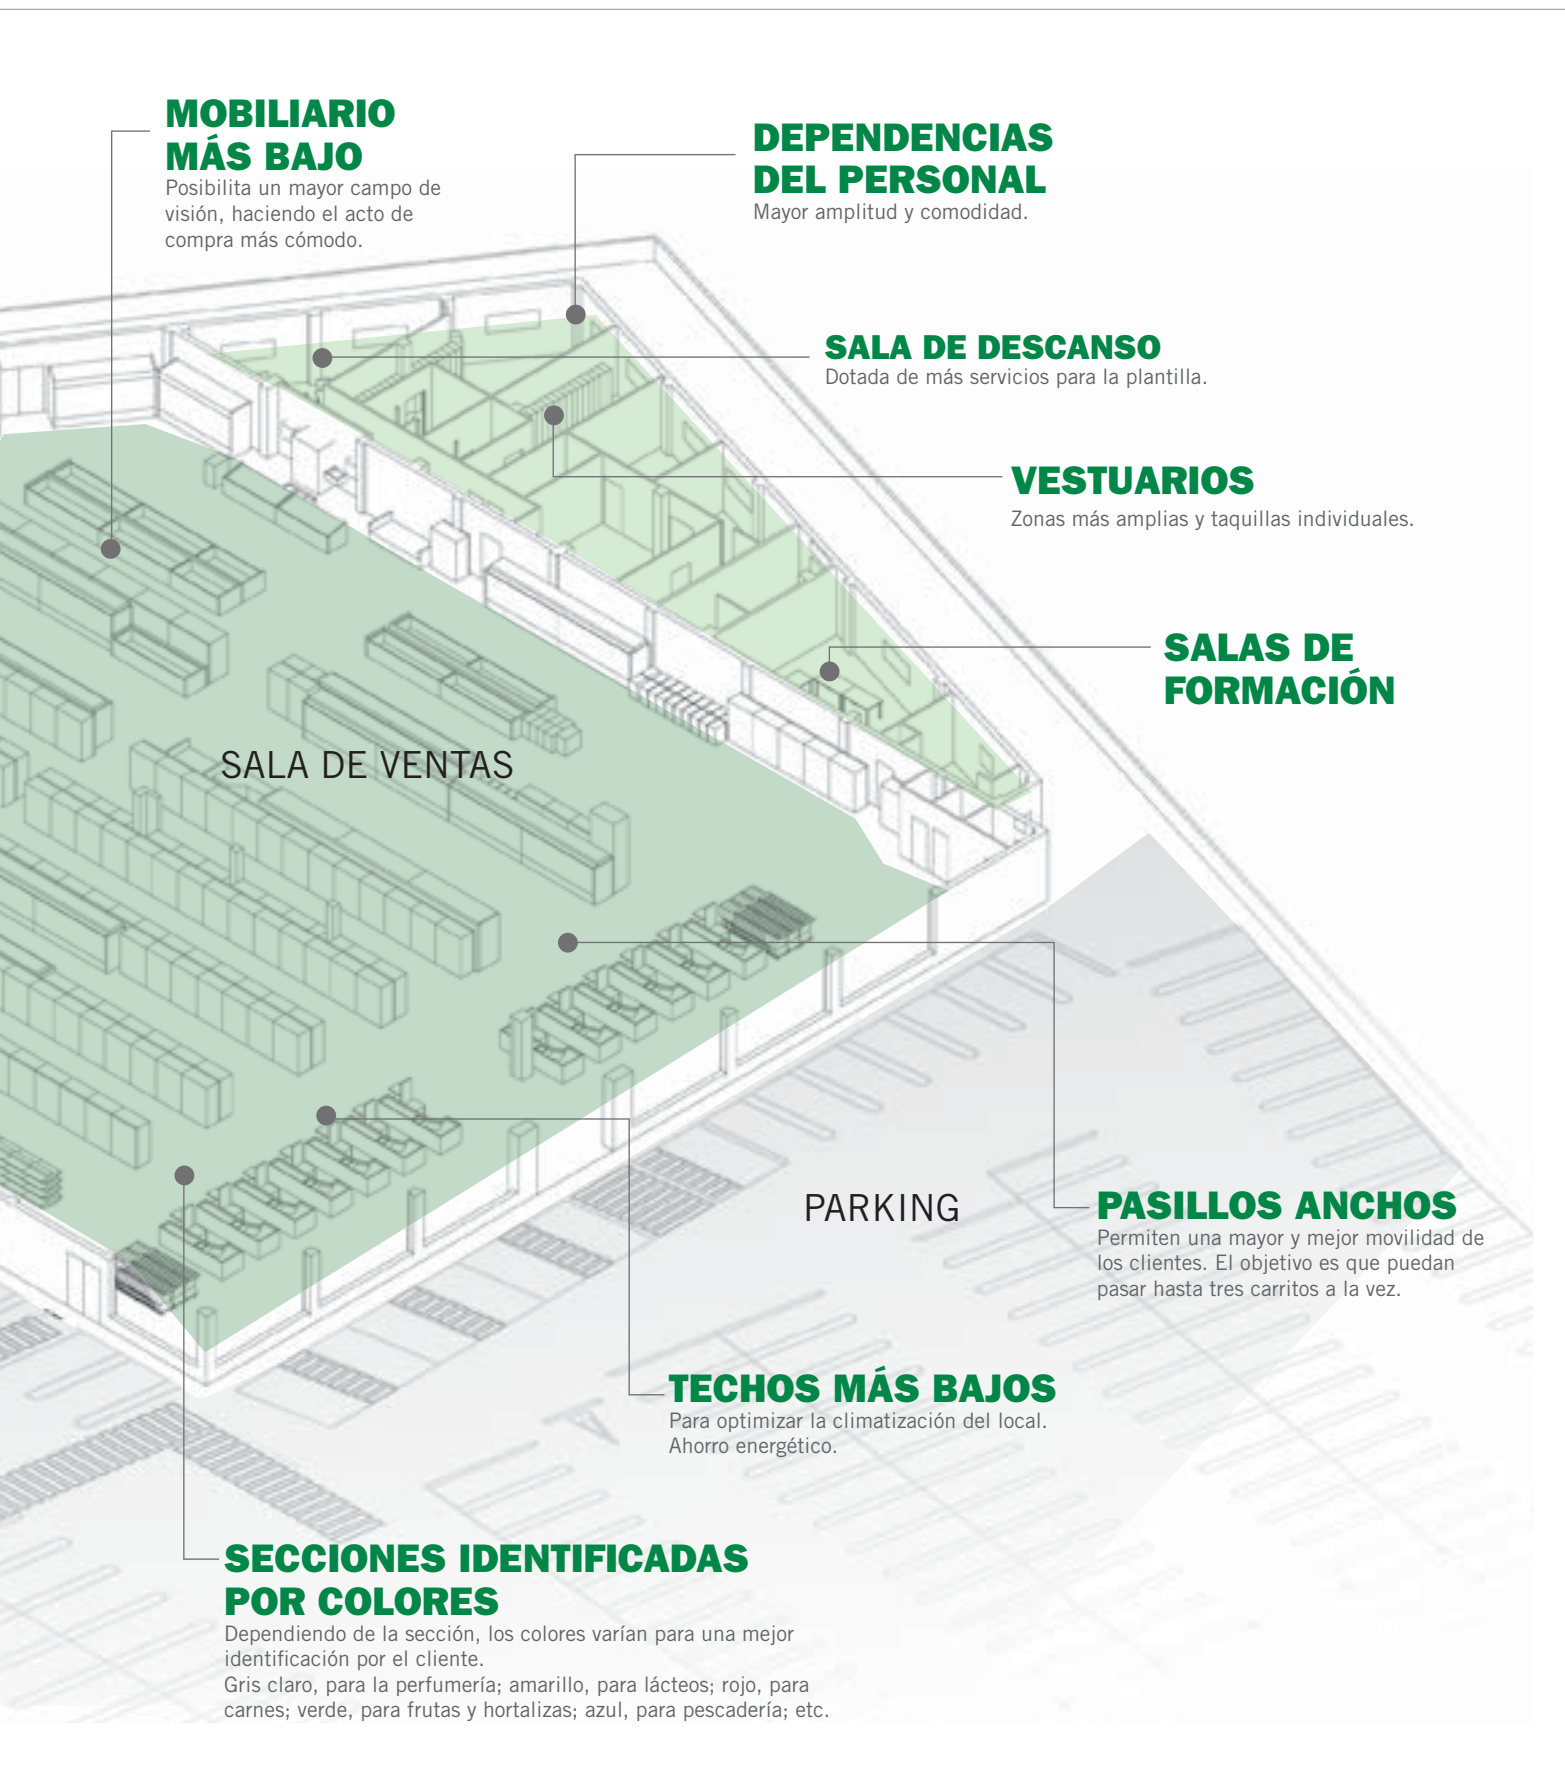 MOBILIARIO
MÁS BAJO
Posibilita un mayor campo de
visión, haciendo el acto de
compra más cómodo.
DEPENDENCIAS
DEL PERSONAL
Mayor amplitud y comodidad.
SALA DE DESCANSO
Dotada de más servicios para la plantilla.
VESTUARIOS
Zonas más amplias y taquillas individuales.
SALAS DE
FORMACIÓN
SALA DE VENTAS
PARKING
PASILLOS ANCHOS
Permiten una mayor y mejor movilidad de
los clientes. El objetivo es que puedan
pasar hasta tres carritos a la vez.
TECHOS MÁS BAJOS
Para optimizar la climatización del local.
Ahorro energético.
SECCIONES IDENTIFICADAS
POR COLORES
Dependiendo de la sección, los colores varían para una mejor
identificación por el cliente.
Gris claro, para la perfumería; amarillo, para lácteos; rojo, para
carnes; verde, para frutas y hortalizas; azul, para pescadería; etc.